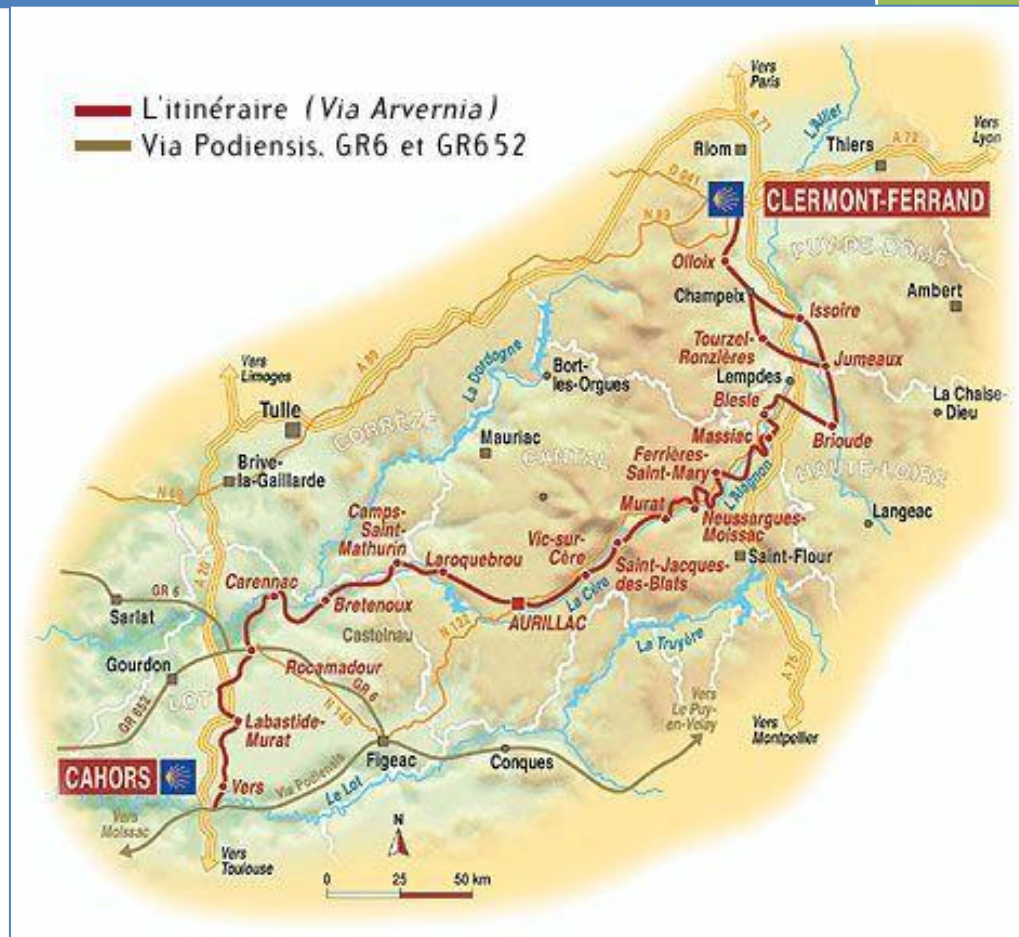 L'itinéraire (Via Arvernia)
Via Podiensis. GR6 et GR652
Vers
Paris
A 71
L'Allier
Vers
Lyon
Riom
Thiers
A 72
D 941
CLERMONT-FERRAND
N 89
PUY-DE-DÔME
Olloix
Champeix
Ambert
Issoire
Tourzel-
Ronzières
Jumeaux
A 89
Vers
Limoges
La Dordogne
Bort-
les-Orgues
Lempdes
La Chaise-
Dieu
Blesle
Tulle
CORRÈZE
Mauriac
CANTAL
Massiac
Brioude
Ferrières-
Saint-Mary
L'Alagnon
HAUTE-LOIRE
Brive-
la-Gaillarde
Murat
Langeac
Camps-
Saint-
Mathurin
Neussargues-
Moissac
Laroquebrou
Vic-sur-
Cère
Saint-Jacques-
des-Blats
Saint-Flour
A 20
Carennac
La Cère
GR 6
Sarlat
Bretenoux
AURILLAC
Castelnau
N 122
La Truyère
A 75
Gourdon
Rocamadour
GR 6
GR 652
LOT
N 140
Vers
Le Puy-
en-Velay
Labastide-
Murat
Vers
Montpellier
Figeac
Conques
CAHORS
Vers
Via Podiensis
Le Lot
Vers
Moissac
Vers
Toulouse
N
0 25 50 km